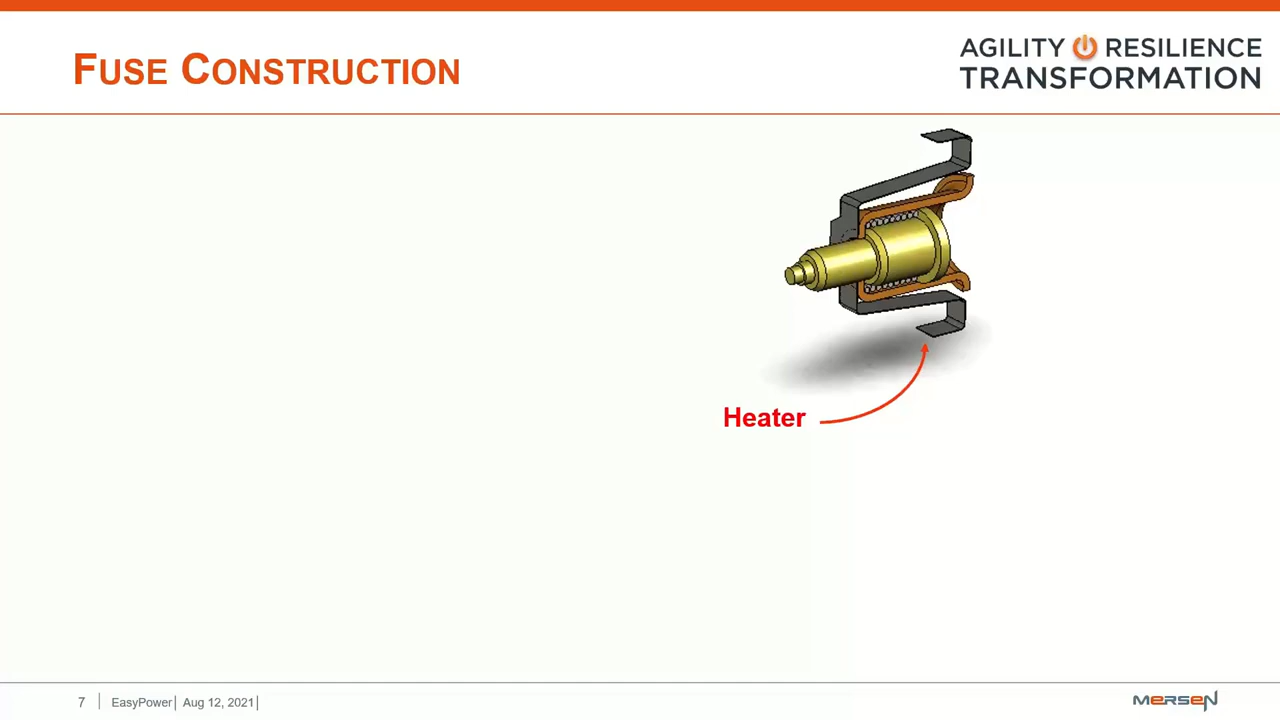 FUSE CONSTRUCTION
AGILITY RESILIENCE
TRANSFORMATION
Heater
7 | EasyPower| Aug 12, 2021|
MERSEN